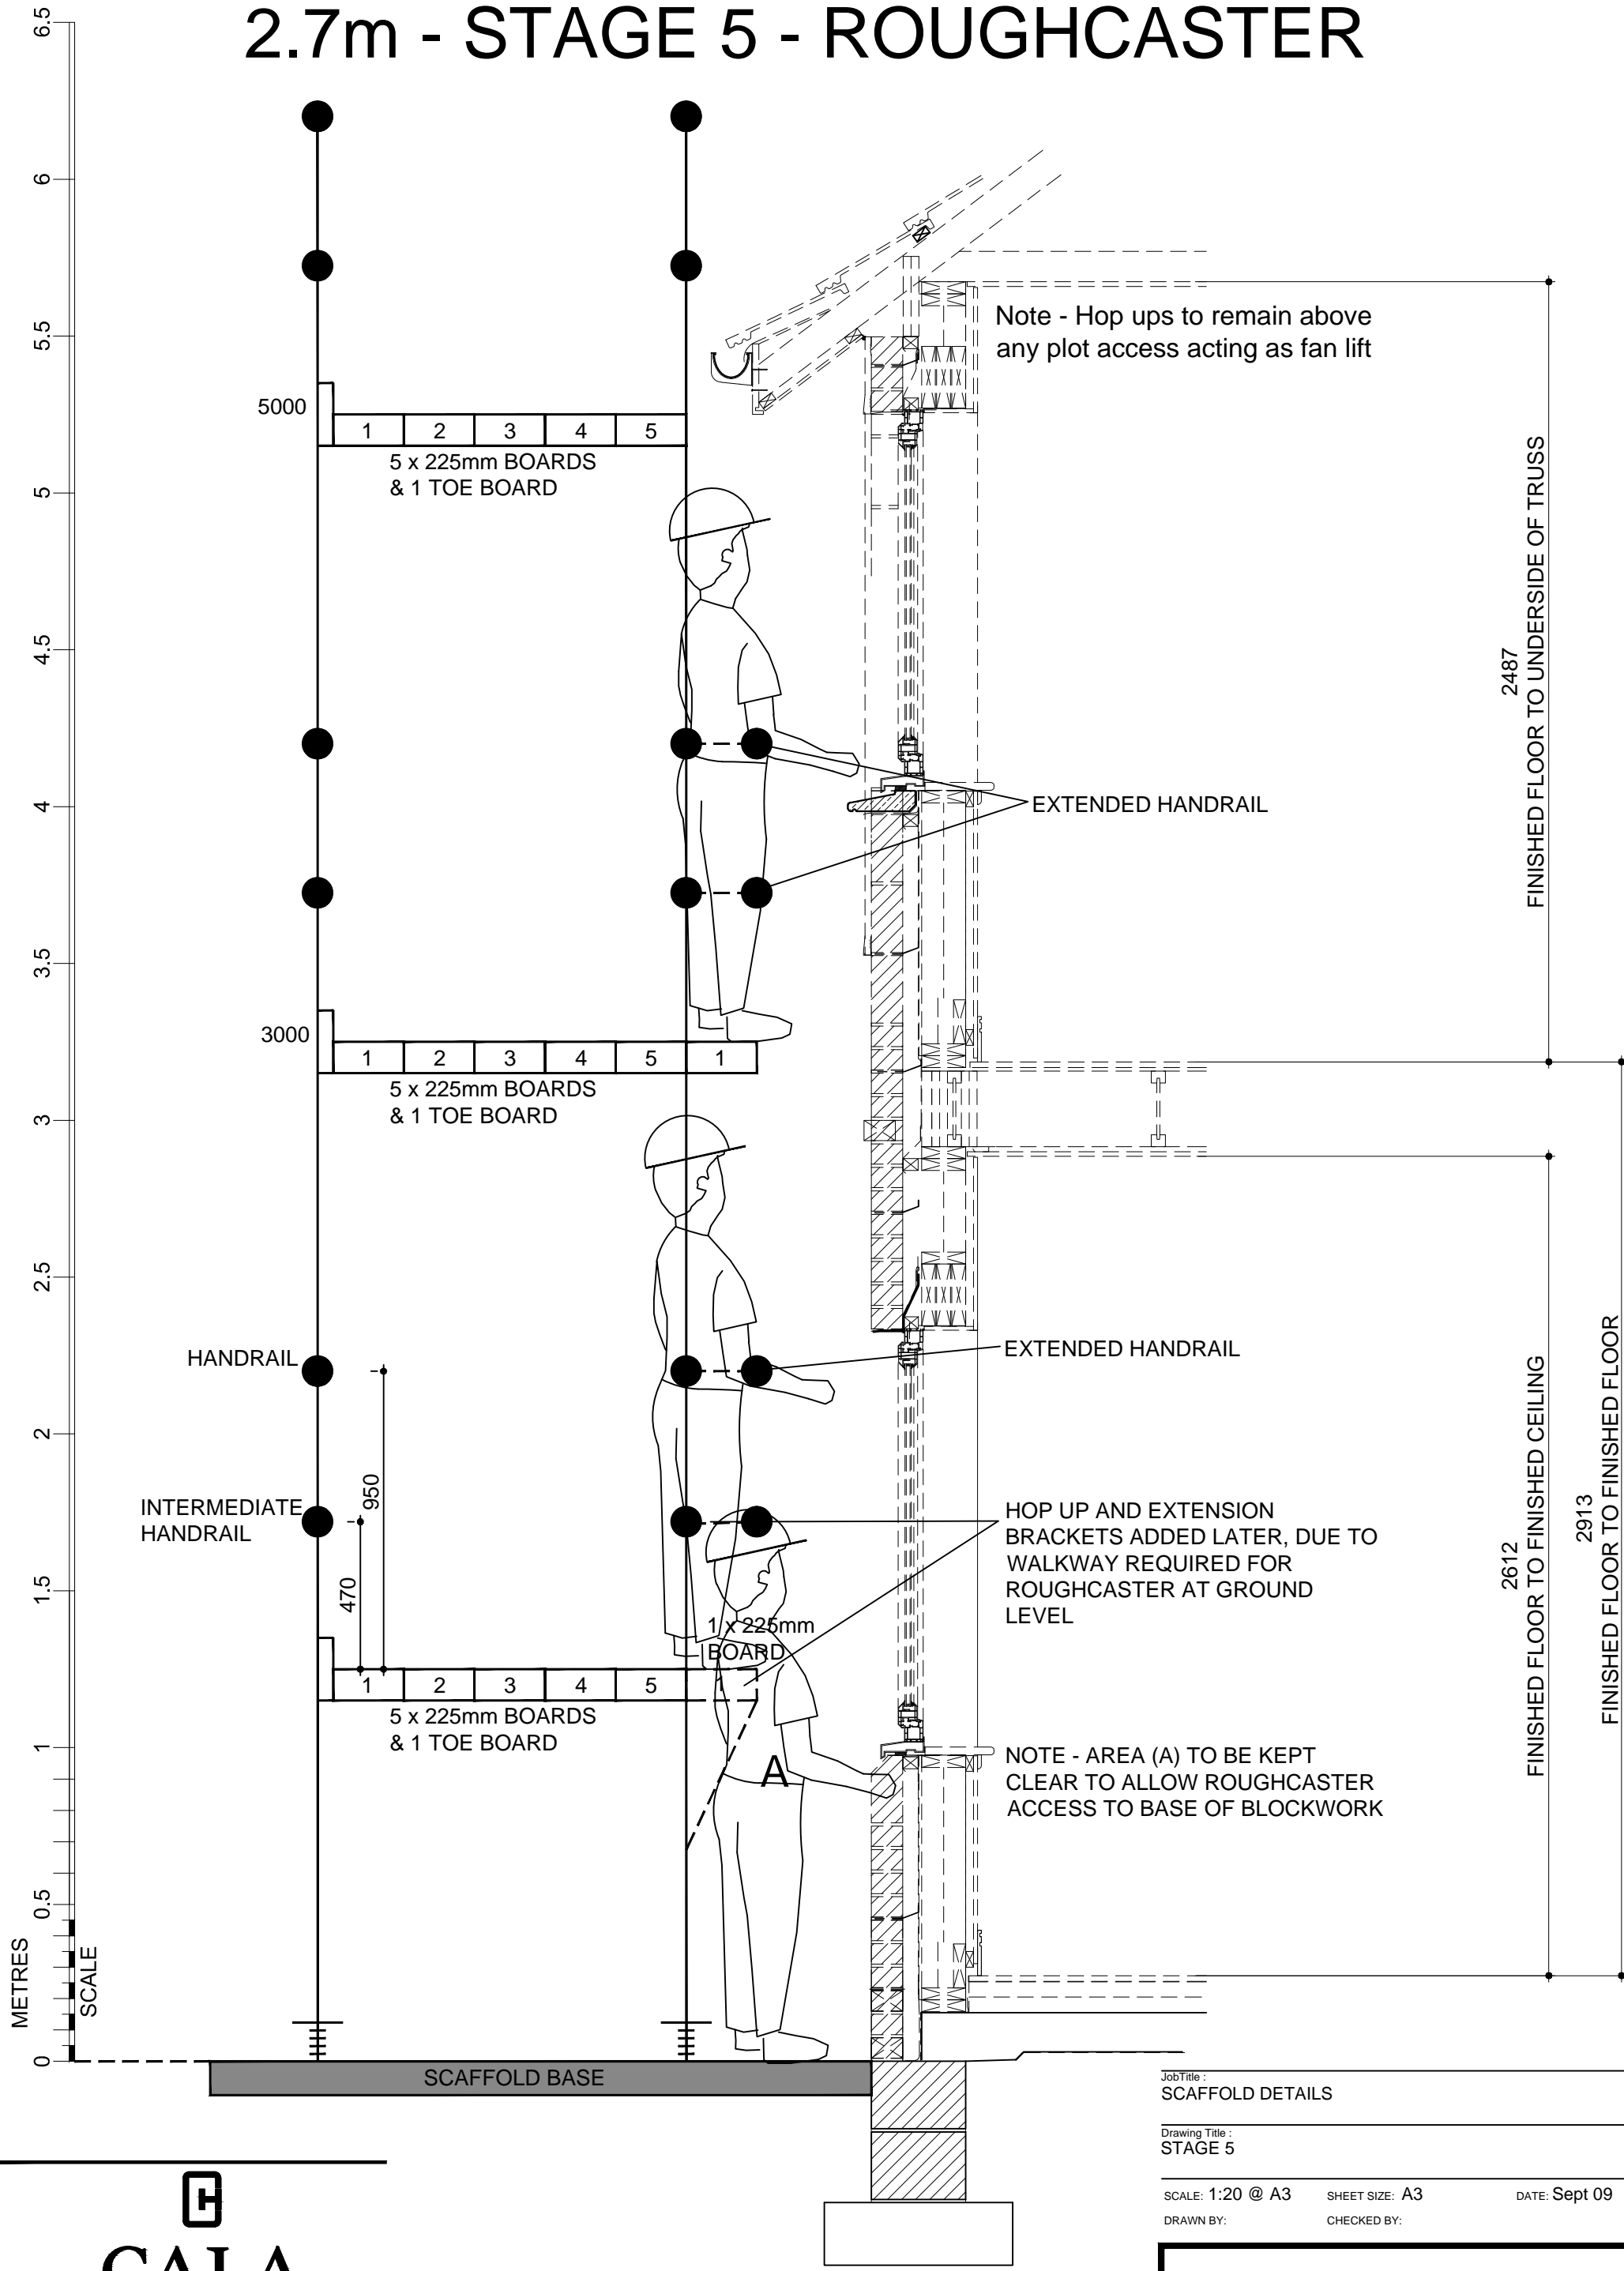 2.7m - STAGE 5 - ROUGHCASTER
6.5
6
5.5
5
4.5
4
3.5
3
2.5
2
1.5
1
0.5
0
METRES
SCALE
Note - Hop ups to remain above
any plot access acting as fan lift
5000
1 2 3 4 5
5 x 225mm BOARDS
& 1 TOE BOARD
2487
FINISHED FLOOR TO UNDERSIDE OF TRUSS
EXTENDED HANDRAIL
3000
1 2 3 4 5 1
5 x 225mm BOARDS
& 1 TOE BOARD
HANDRAIL
EXTENDED HANDRAIL
950
INTERMEDIATE
HANDRAIL
470
HOP UP AND EXTENSION
BRACKETS ADDED LATER, DUE TO
WALKWAY REQUIRED FOR
ROUGHCASTER AT GROUND
LEVEL
2612
FINISHED FLOOR TO FINISHED CEILING
2913
FINISHED FLOOR TO FINISHED FLOOR
1 x 225mm
BOARD
1 2 3 4 5 1
5 x 225mm BOARDS
& 1 TOE BOARD
A
NOTE - AREA (A) TO BE KEPT
CLEAR TO ALLOW ROUGHCASTER
ACCESS TO BASE OF BLOCKWORK
SCAFFOLD BASE
JobTitle :
SCAFFOLD DETAILS
Drawing Title :
STAGE 5
SCALE: 1:20 @ A3 SHEET SIZE: A3 DATE: Sept 09
DRAWN BY: CHECKED BY:
CALA